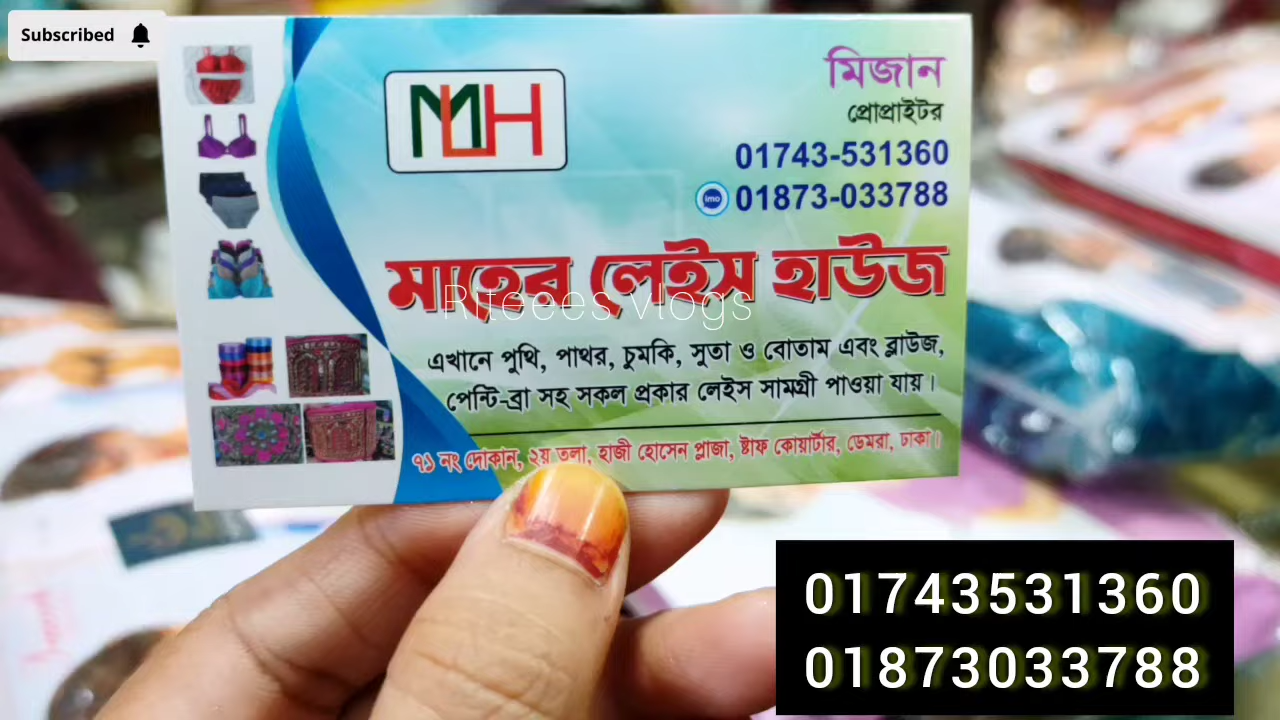 Subscribed
MLH
মিজান
প্রোপ্রাইটর
01743-531360
imo 01873-033788
মাহের লেইস হাউজ
Riteees vlogs
এখানে পুথি, পাথর, চুমকি, সুতা ও বোতাম এবং ব্লাউজ,
পেন্টি-ব্রা সহ সকল প্রকার লেইস সামগ্রী পাওয়া যায়।
৭১ নং দোকান, ২য় তলা, হাজী হোসেন প্লাজা, ষ্টাফ কোয়ার্টার, ডেমরা, ঢাকা।
01743531360
01873033788